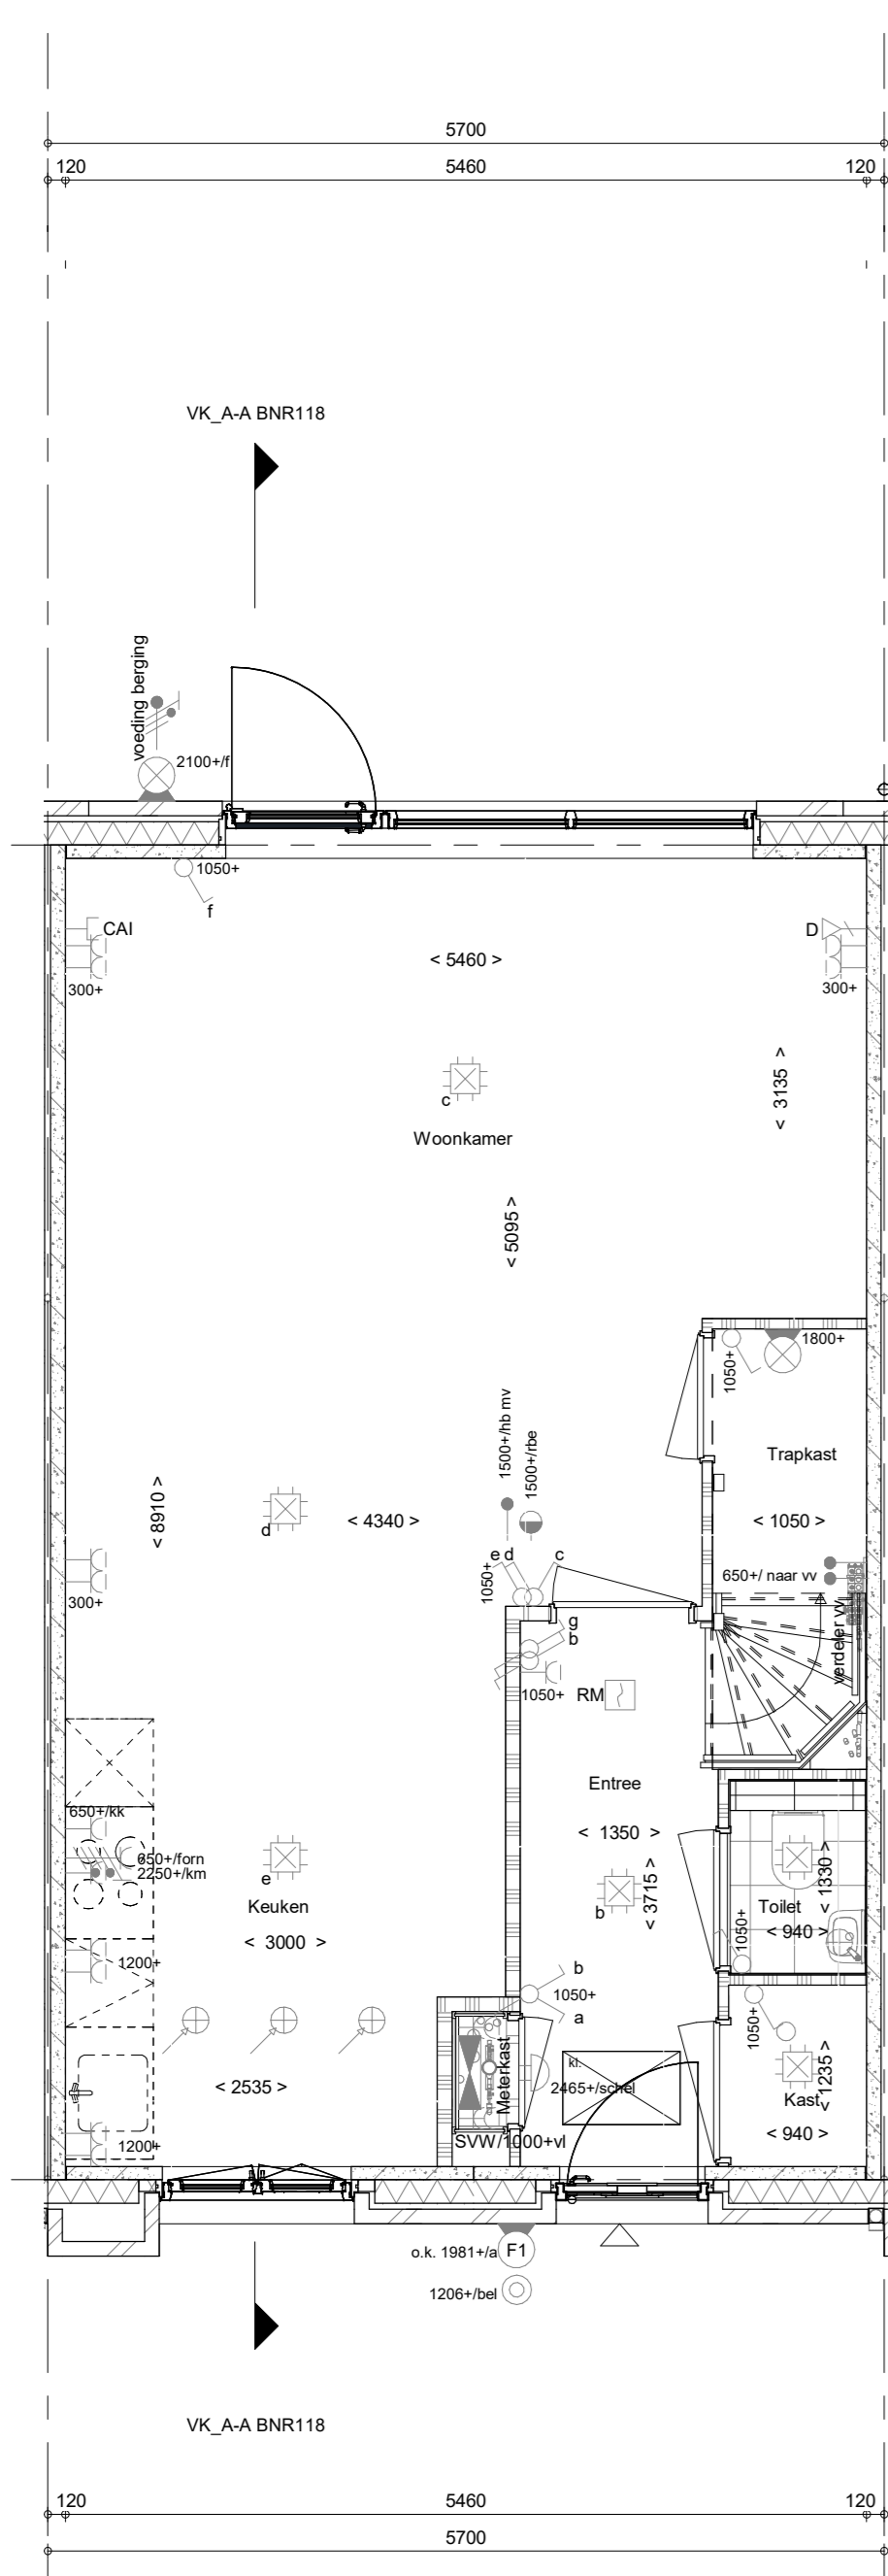 5700
120 5460 120
VK_A-A BNR118
voeding berging
2100+/f
1050+
f
CAI
D
300+
< 5460 >
300+
< 3135 >
c
Woonkamer
< 5095 >
1050+
1800+
Trapkast
1500+/hb mv
1500+/rbe
< 8910 >
d
< 4340 >
< 1050 >
e d
c
1050+
650+/ naar vv
300+
verdeler vv
g
b
1050+
RM
Entree
650+/kk
< 1350 >
650+/forn
2250+/km
e
Keuken
b
< 3715 >
Toilet
< 1330 >
< 940 >
1050+
< 3000 >
1200+
b
1050+
a
1050+
Meterkast
kl.
2465+/schel
< 2535 >
Kast
< 1235 >
< 940 >
1200+
SVW/1000+vl
o.k. 1981+/a
F1
1206+/bel
VK_A-A BNR118
120 5460 120
5700